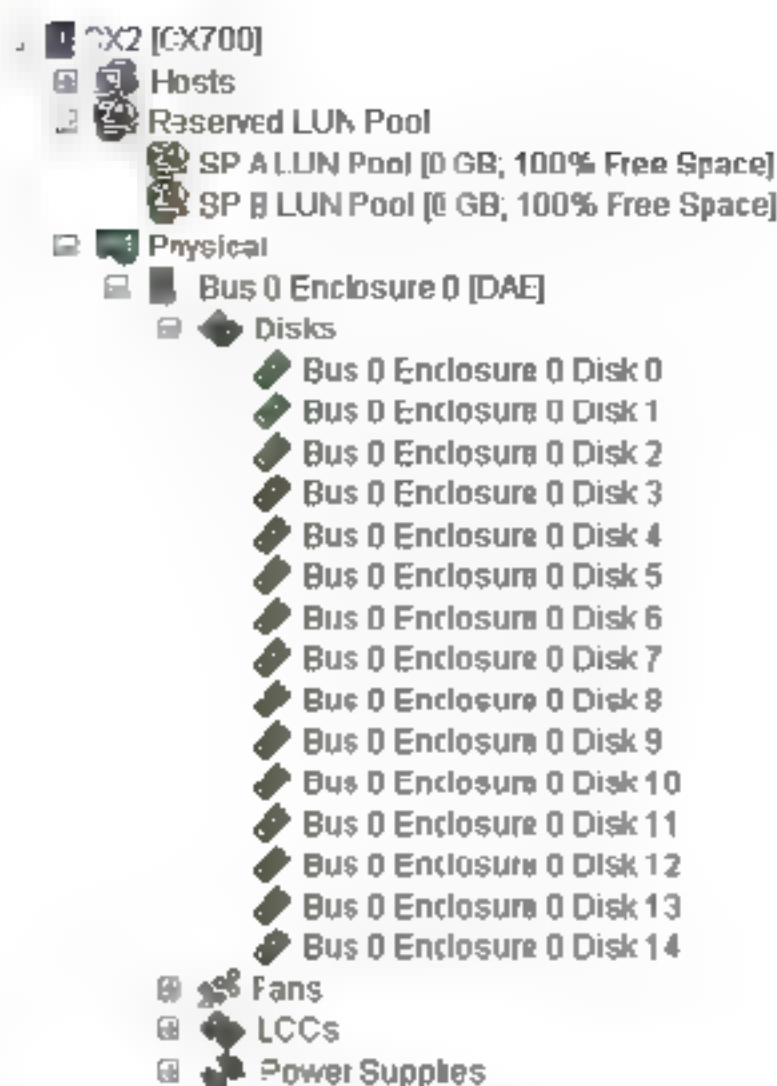 CX2 [CX700]
Hosts
Reserved LUN Pool
SP A LUN Pool [0 GB; 100% Free Space]
SP B LUN Pool [0 GB; 100% Free Space]
Physical
Bus 0 Enclosure 0 [DAE]
Disks
Bus 0 Enclosure 0 Disk 0
Bus 0 Enclosure 0 Disk 1
Bus 0 Enclosure 0 Disk 2
Bus 0 Enclosure 0 Disk 3
Bus 0 Enclosure 0 Disk 4
Bus 0 Enclosure 0 Disk 5
Bus 0 Enclosure 0 Disk 6
Bus 0 Enclosure 0 Disk 7
Bus 0 Enclosure 0 Disk 8
Bus 0 Enclosure 0 Disk 9
Bus 0 Enclosure 0 Disk 10
Bus 0 Enclosure 0 Disk 11
Bus 0 Enclosure 0 Disk 12
Bus 0 Enclosure 0 Disk 13
Bus 0 Enclosure 0 Disk 14
Fans
LCCs
Power Supplies